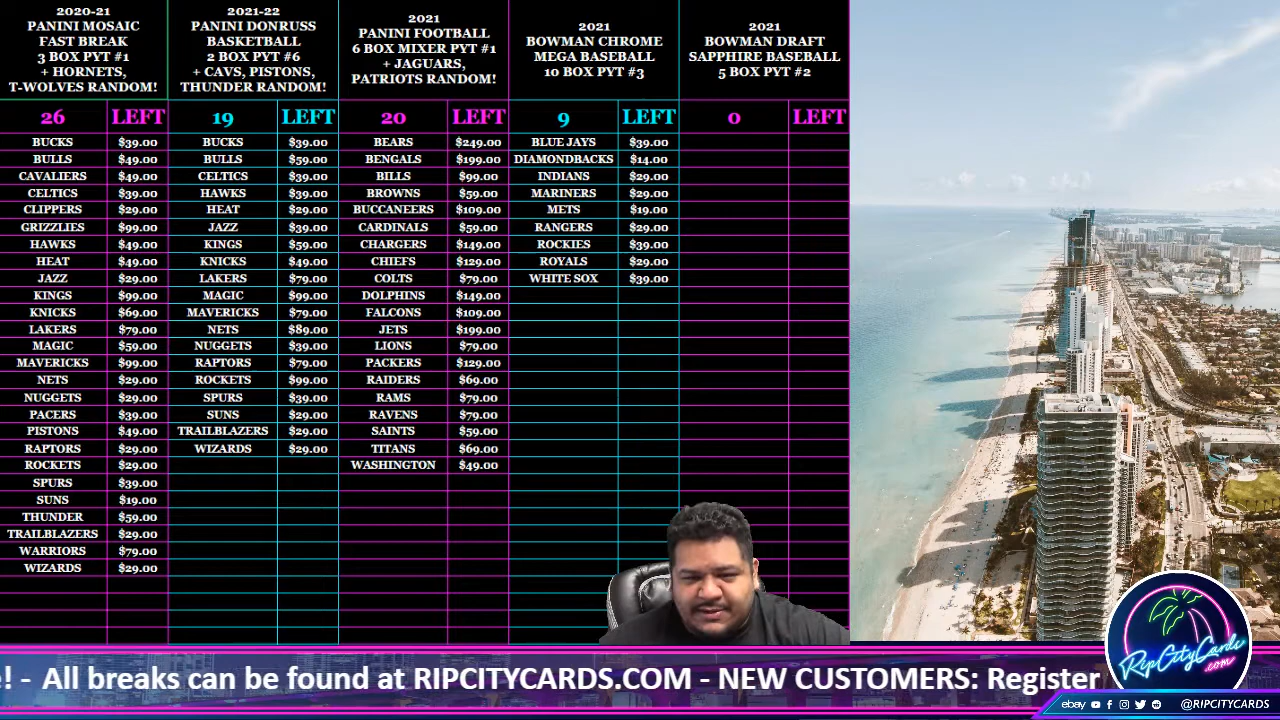 2020-21
PANINI MOSAIC
FAST BREAK
3 BOX PYT #1
+ HORNETS,
T-WOLVES RANDOM!
26 LEFT
BUCKS $39.00
BULLS $49.00
CAVALIERS $49.00
CELTICS $39.00
CLIPPERS $29.00
GRIZZLIES $99.00
HAWKS $49.00
HEAT $49.00
JAZZ $29.00
KINGS $99.00
KNICKS $69.00
LAKERS $79.00
MAGIC $59.00
MAVERICKS $99.00
NETS $29.00
NUGGETS $29.00
PACERS $39.00
PISTONS $49.00
RAPTORS $29.00
ROCKETS $29.00
SPURS $39.00
SUNS $19.00
THUNDER $59.00
TRAILBLAZERS $29.00
WARRIORS $79.00
WIZARDS $29.00
2021-22
PANINI DONRUSS
BASKETBALL
2 BOX PYT #6
+ CAVS, PISTONS,
THUNDER RANDOM!
19 LEFT
BUCKS $39.00
BULLS $59.00
CELTICS $39.00
HAWKS $39.00
HEAT $29.00
JAZZ $39.00
KINGS $59.00
KNICKS $49.00
LAKERS $79.00
MAGIC $99.00
MAVERICKS $79.00
NETS $89.00
NUGGETS $39.00
RAPTORS $79.00
ROCKETS $99.00
SPURS $39.00
SUNS $29.00
TRAILBLAZERS $29.00
WIZARDS $29.00
2021
PANINI FOOTBALL
6 BOX MIXER PYT #1
+ JAGUARS,
PATRIOTS RANDOM!
20 LEFT
BEARS $249.00
BENGALS $199.00
BILLS $99.00
BROWNS $59.00
BUCCANEERS $109.00
CARDINALS $59.00
CHARGERS $149.00
CHIEFS $129.00
COLTS $79.00
DOLPHINS $149.00
FALCONS $109.00
JETS $199.00
LIONS $79.00
PACKERS $129.00
RAIDERS $69.00
RAMS $79.00
RAVENS $79.00
SAINTS $59.00
TITANS $69.00
WASHINGTON $49.00
2021
BOWMAN CHROME
MEGA BASEBALL
10 BOX PYT #3
9 LEFT
BLUE JAYS $39.00
DIAMONDBACKS $14.00
INDIANS $29.00
MARINERS $29.00
METS $19.00
RANGERS $29.00
ROCKIES $39.00
ROYALS $29.00
WHITE SOX $39.00
2021
BOWMAN DRAFT
SAPPHIRE BASEBALL
5 BOX PYT #2
0 LEFT
! - All breaks can be found at RIPCITYCARDS.COM - NEW CUSTOMERS: Register
RipCityCards
.com
ebay @RIPCITYCARDS